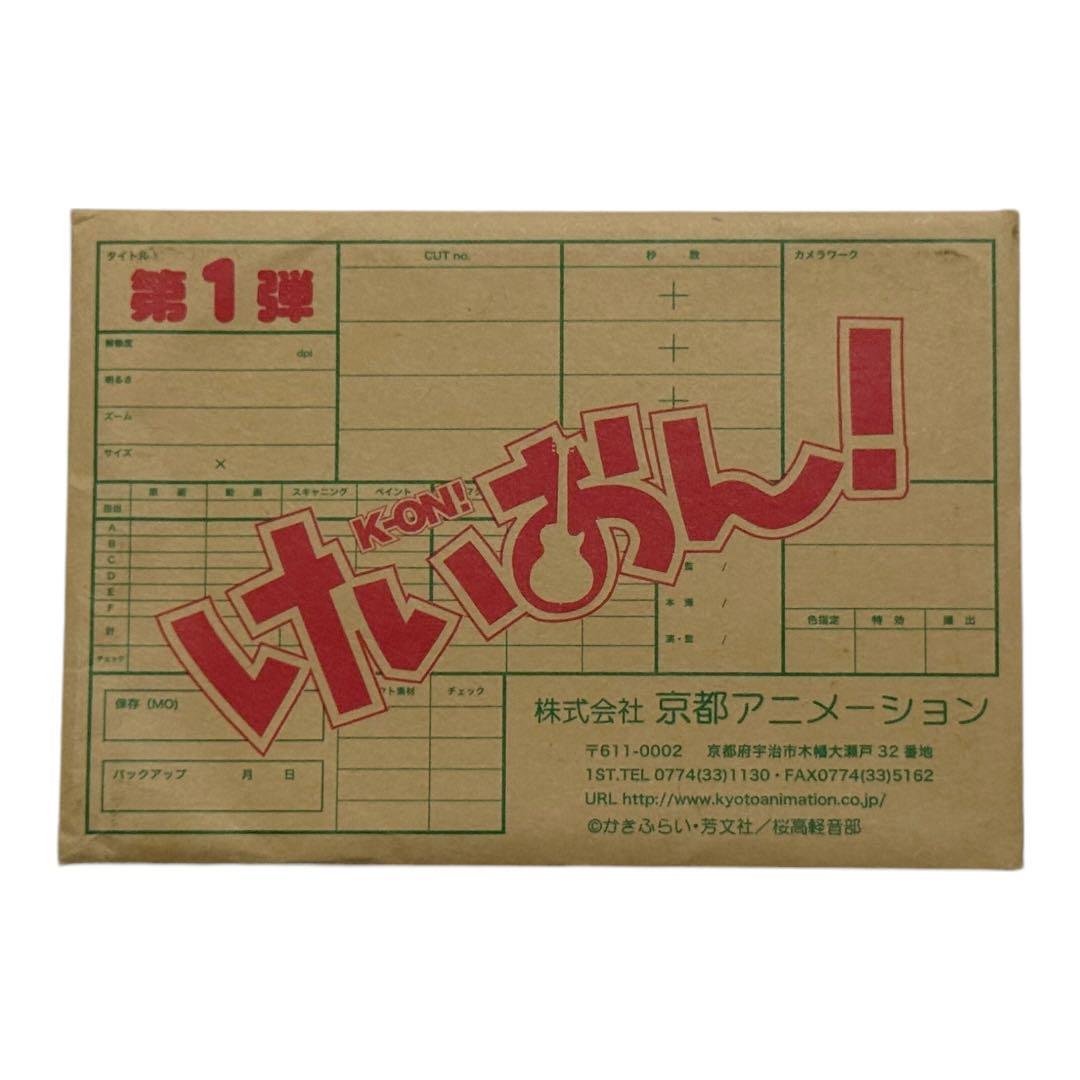 タイトル
第1弾
CUT no.
秒 数
カメラワーク
解像度
dpi
明るさ
ズーム
サイズ
×
原 画
動 画
スキャニング
ペイント
K-ON!
けいおん!
A
B
C
D
E
F
計
チェック
監 /
本 撮 /
演・監 /
色指定
特 効
撮 出
保存 (MO)
ト素材
チェック
バックアップ 月 日
株式会社 京都アニメーション
〒611-0002 京都府宇治市木幡大瀬戸 32 番地
1ST.TEL 0774(33)1130・FAX0774(33)5162
URL http://www.kyotoanimation.co.jp/
©かきふらい・芳文社/桜高軽音部